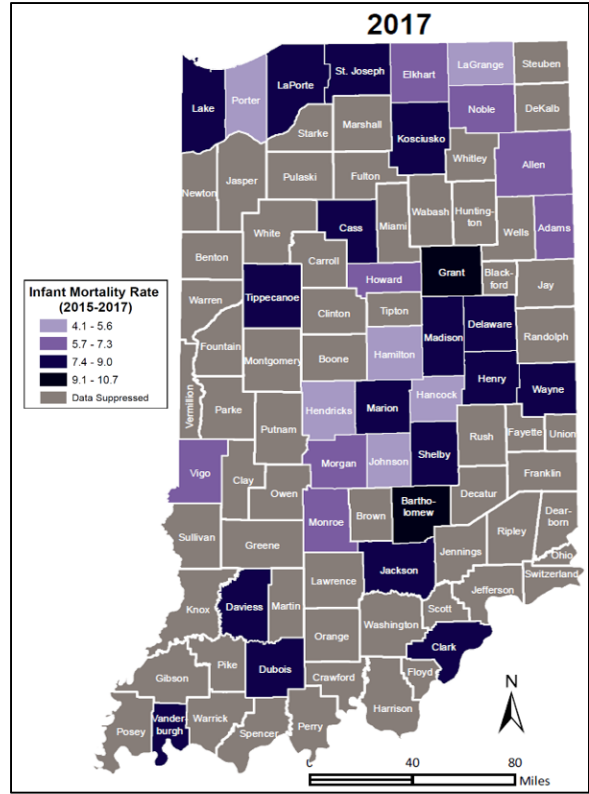 2017
LaGrange
Steuben
St. Joseph
Elkhart
LaPorte
Porter
Lake
Noble
DeKalb
Starke
Marshall
Kosciusko
Whitley
Allen
Newton
Jasper
Pulaski
Fulton
Wabash
Hunting-
ton
Miami
Wells
Adams
White
Cass
Carroll
Benton
Howard
Grant
Black-
ford
Jay
Infant Mortality Rate
(2015-2017)
4.1 - 5.6
5.7 - 7.3
7.4 - 9.0
9.1 - 10.7
Data Suppressed
Warren
Tippecanoe
Clinton
Tipton
Madison
Delaware
Randolph
Fountain
Montgomery
Boone
Hamilton
Henry
Wayne
Vermillion
Parke
Putnam
Hendricks
Marion
Hancock
Rush
Fayette
Union
Shelby
Vigo
Clay
Owen
Morgan
Johnson
Franklin
Decatur
Bartho-
lomew
Brown
Monroe
Dear-
born
Ripley
Sullivan
Greene
Jennings
Ohio
Jackson
Switzerland
Jefferson
Lawrence
Knox
Daviess
Martin
Scott
Washington
Orange
Clark
Pike
Dubois
Gibson
Crawford
Floyd
Harrison
Posey
Vander-
burgh
Warrick
Spencer
Perry
N
0
40
80
Miles